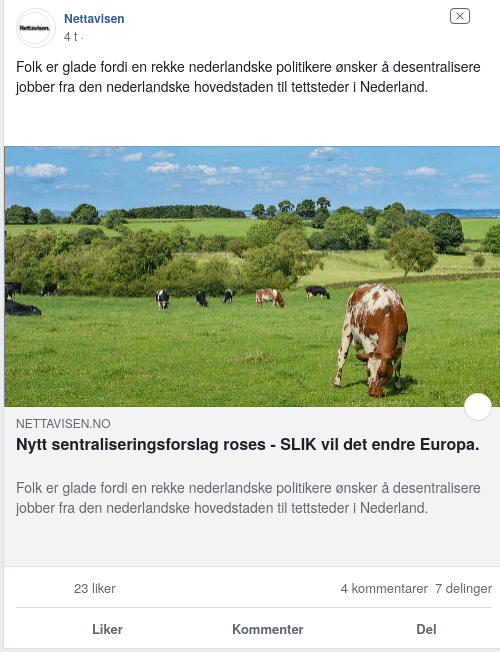 Nettavisen.
Nettavisen
4 t ·
Folk er glade fordi en rekke nederlandske politikere ønsker å desentralisere
jobber fra den nederlandske hovedstaden til tettsteder i Nederland.
NETTAVISEN.NO
Nytt sentraliseringsforslag roses - SLIK vil det endre Europa.
Folk er glade fordi en rekke nederlandske politikere ønsker å desentralisere
jobber fra den nederlandske hovedstaden til tettsteder i Nederland.
23 liker 4 kommentarer 7 delinger
Liker Kommenter Del